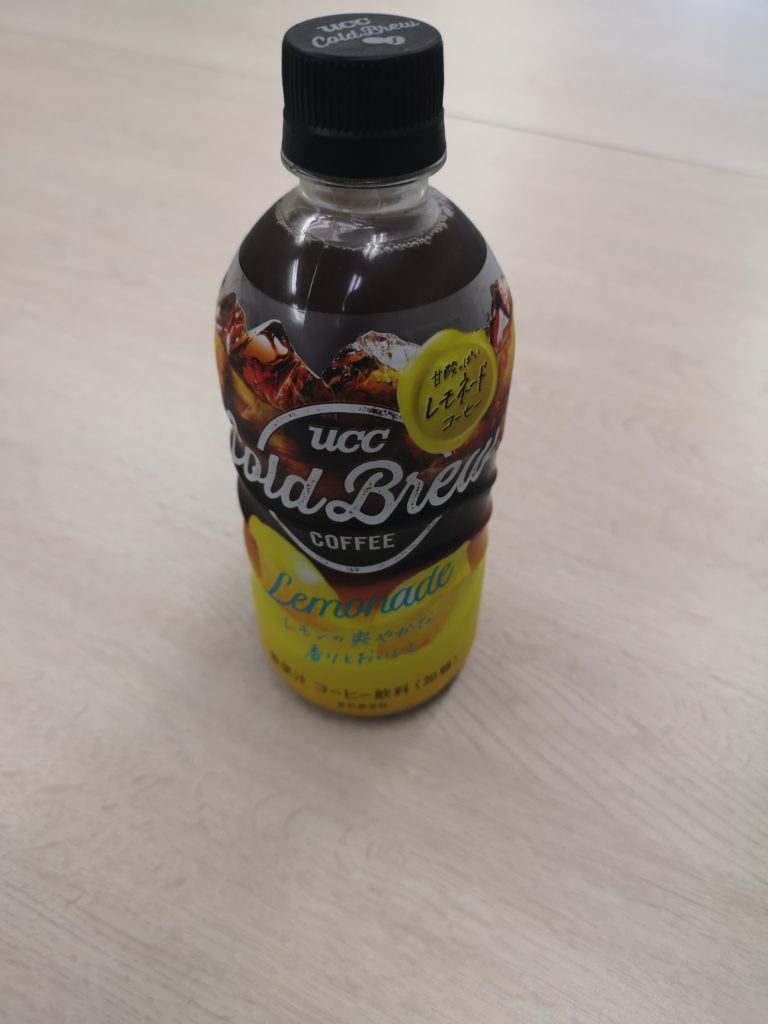 ucc
Cold Brew
甘酸っぱい
レモネード
コーヒー
ucc
Cold Brew
COFFEE
Lemonade
レモンの爽やかな
香りとおいしさ
無果汁 コーヒー飲料〈加糖〉